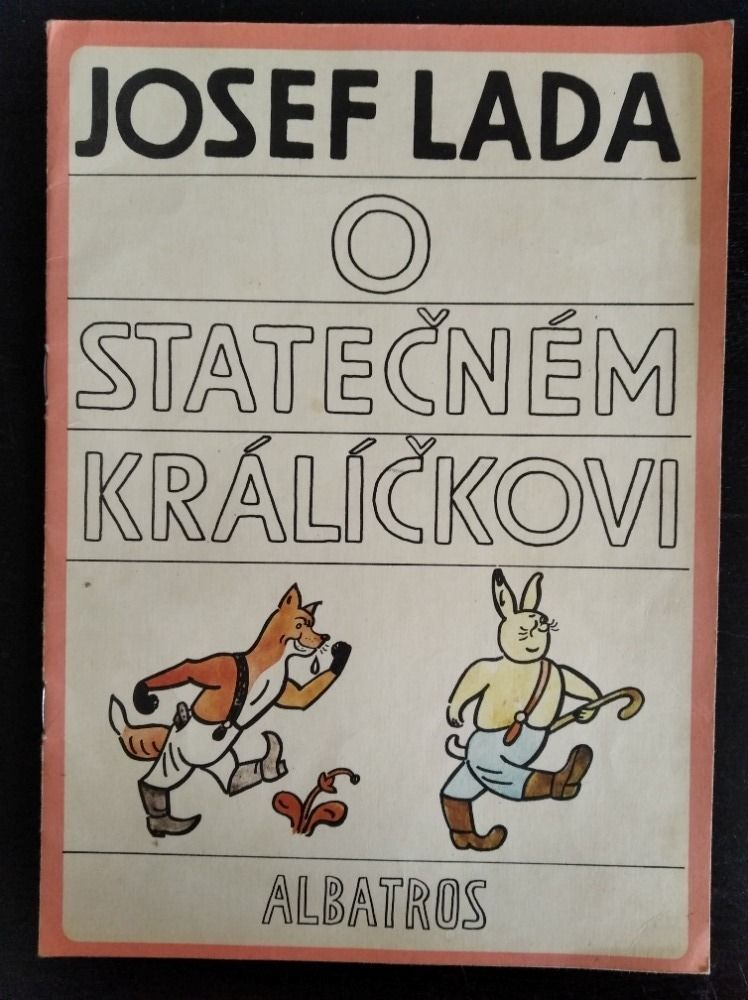 JOSEF LADA
O
STATEČNÉM
KRÁLÍČKOVI
ALBATROS